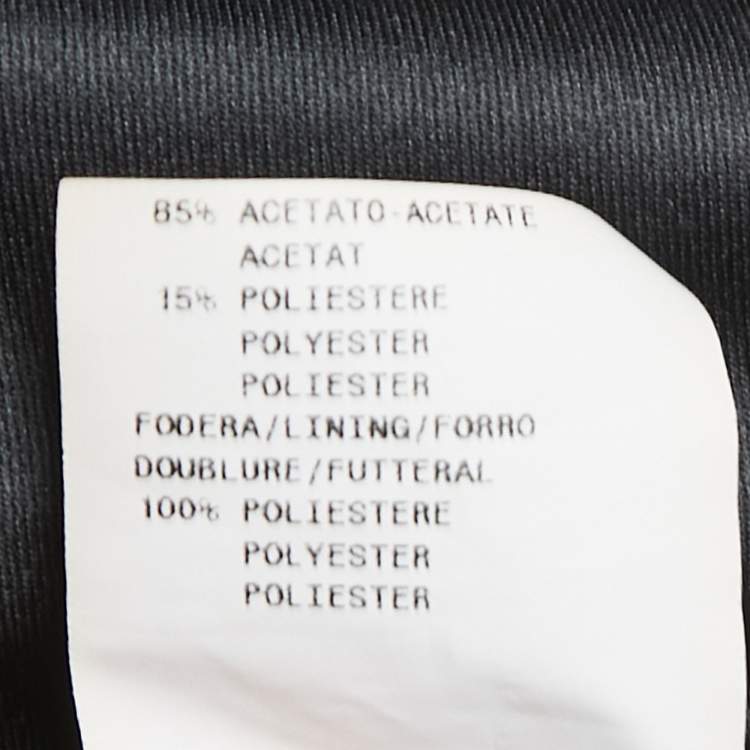 85% ACETATO-ACETATE
ACETAT
15% POLIESTERE
POLYESTER
POLIESTER
FODERA/LINING/FORRO
DOUBLURE/FUTTERAL
100% POLIESTERE
POLYESTER
POLIESTER